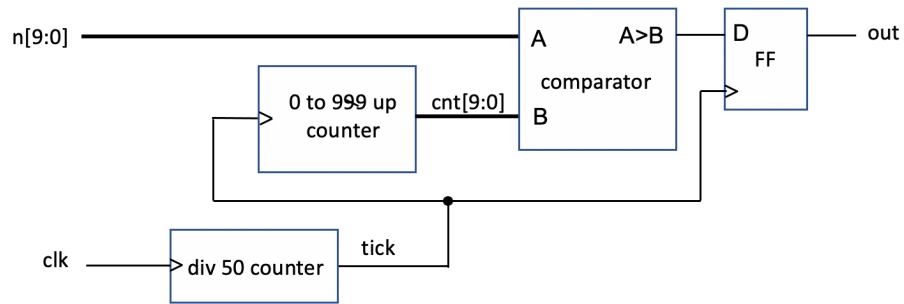 n[9:0]
A
A>B
D
FF
out
comparator
0 to 999 up
counter
cnt[9:0]
B
clk
div 50 counter
tick